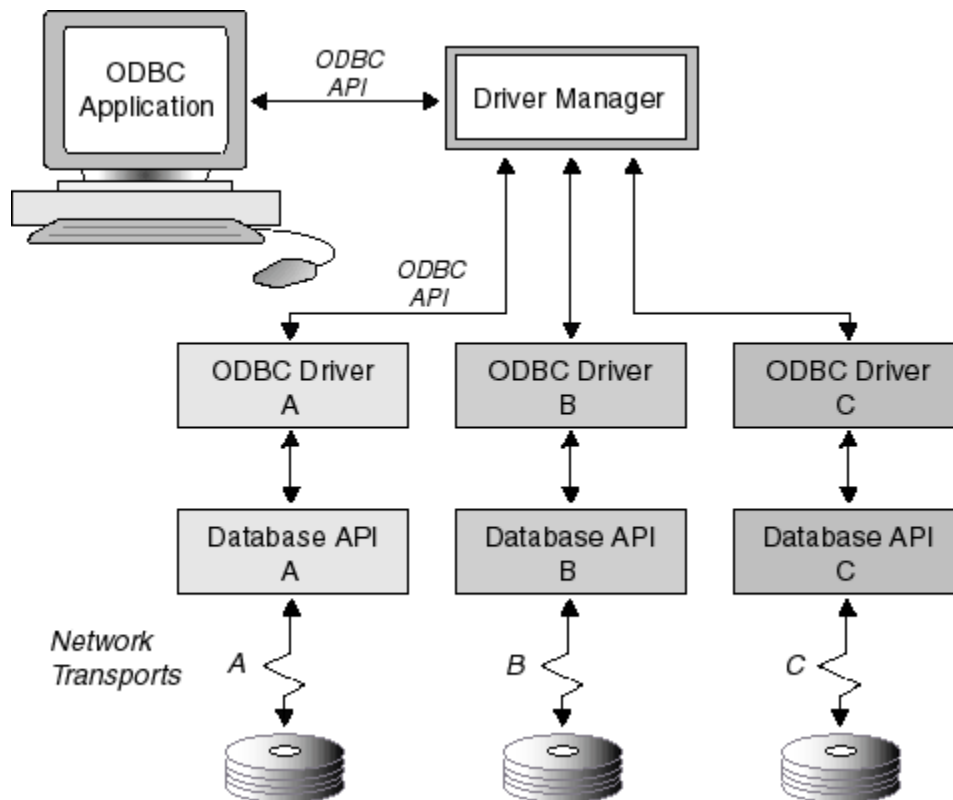 ODBC
Application
ODBC
API
Driver Manager
ODBC
API
ODBC Driver
A
ODBC Driver
B
ODBC Driver
C
Database API
A
Database API
B
Database API
C
Network
Transports
A
B
C